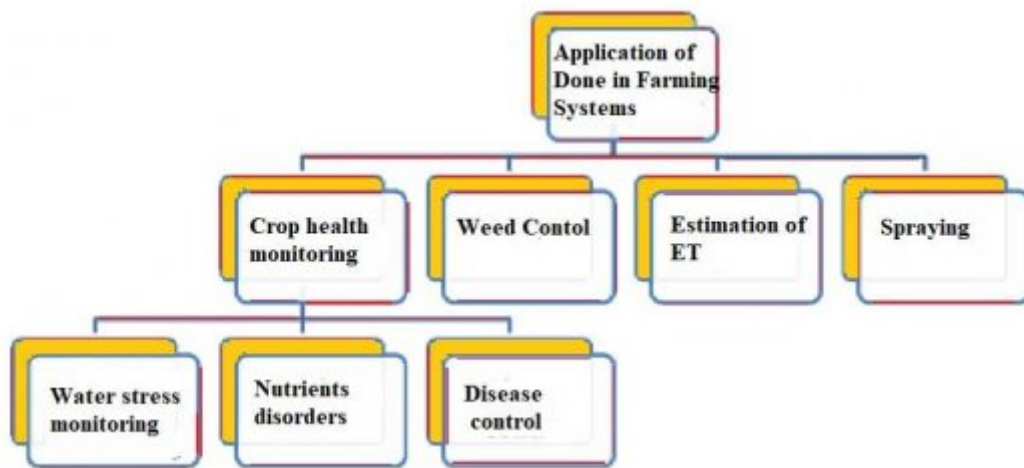 Application of
Done in Farming
Systems
Crop health
monitoring
Weed Contol
Estimation of
ET
Spraying
Water stress
monitoring
Nutrients
disorders
Disease
control